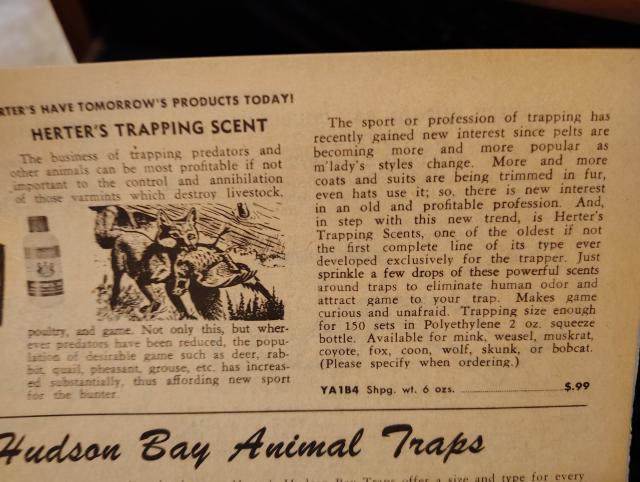 RTER'S HAVE TOMORROW'S PRODUCTS TODAY!
HERTER'S TRAPPING SCENT
The business of trapping predators and
other animals can be most profitable if not
important to the control and annihilation
of those varmints which destroy livestock,
poultry, and game. Not only this, but wher-
ever predators have been reduced, the popu-
lation of desirable game such as deer, rab-
bit, quail, pheasant, grouse, etc. has increas-
ed substantially, thus affording new sport
for the hunter.
The sport or profession of trapping has
recently gained new interest since pelts are
becoming more and more popular as
m'lady's styles change. More and more
coats and suits are being trimmed in fur,
even hats use it; so, there is new interest
in an old and profitable profession. And,
in step with this new trend, is Herter's
Trapping Scents, one of the oldest if not
the first complete line of its type ever
developed exclusively for the trapper. Just
sprinkle a few drops of these powerful scents
around traps to eliminate human odor and
attract game to your trap. Makes game
curious and unafraid. Trapping size enough
for 150 sets in Polyethylene 2 oz. squeeze
bottle. Available for mink, weasel, muskrat,
coyote, fox, coon, wolf, skunk, or bobcat.
(Please specify when ordering.)
YA1B4 Shpg. wt. 6 ozs. $.99
Hudson Bay Animal Traps
Hudson Bay Traps offer a size and type for every